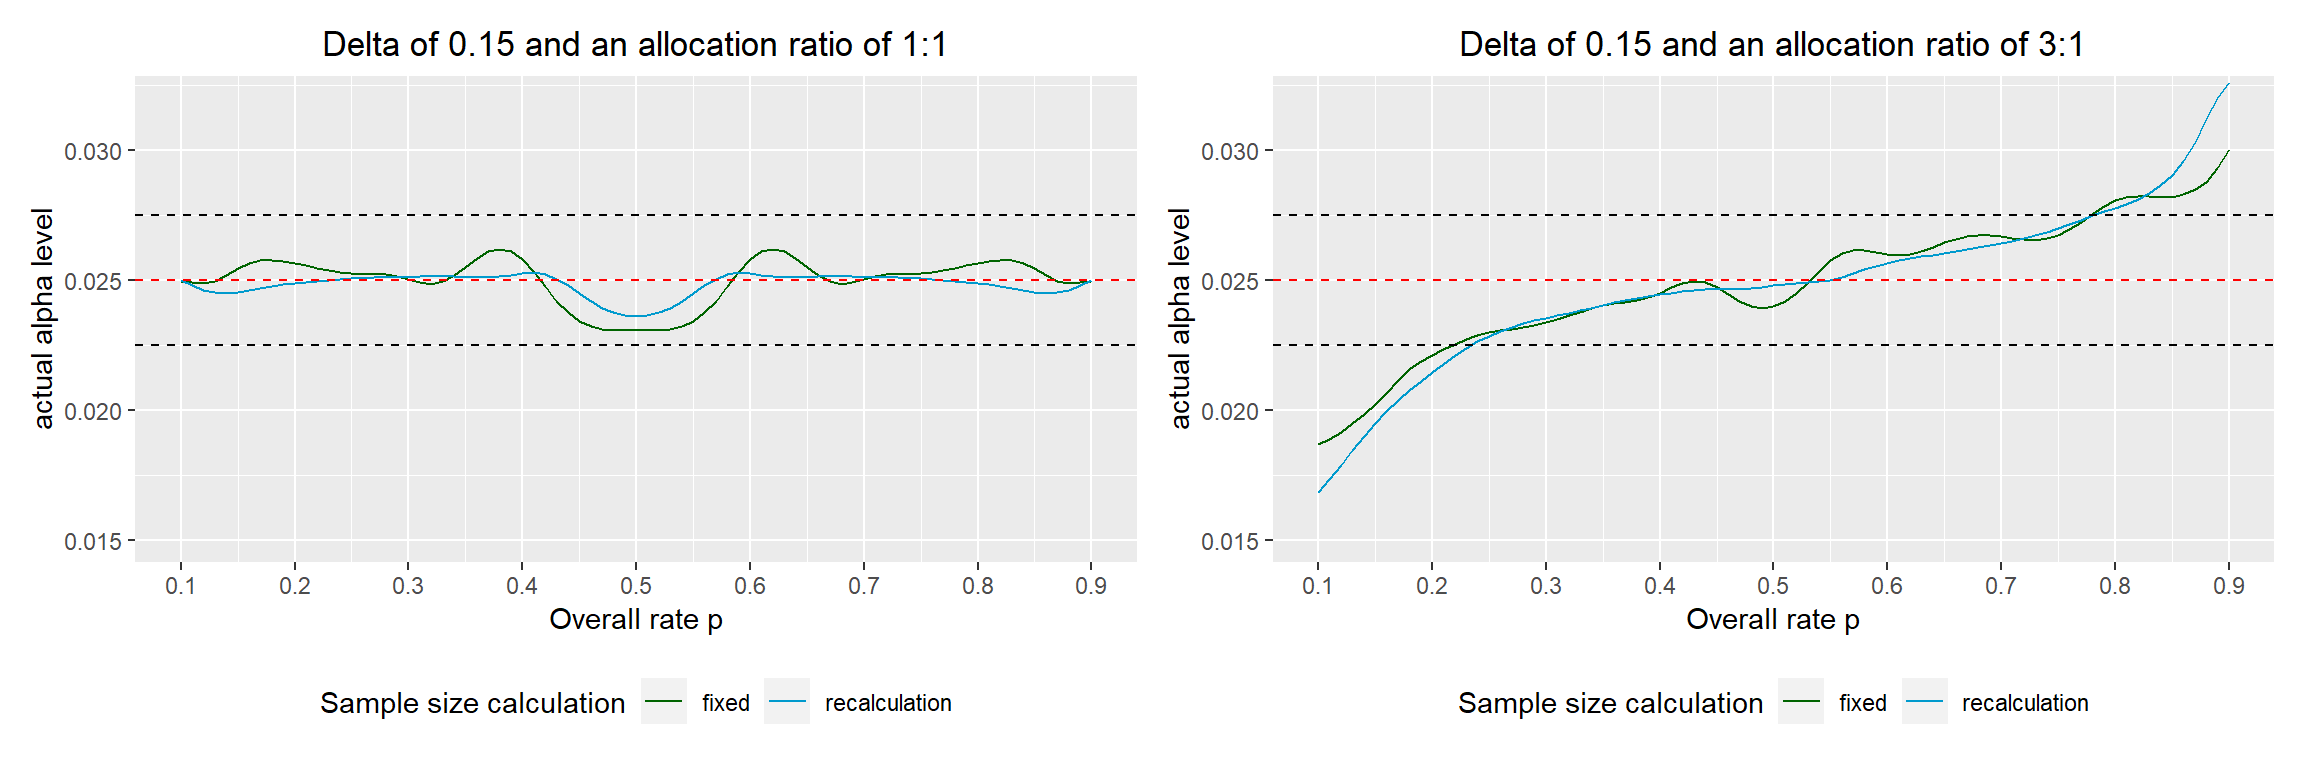 Delta of 0.15 and an allocation ratio of 1:1
actual alpha level
0.030
0.025
0.020
0.015
0.1 0.2 0.3 0.4 0.5 0.6 0.7 0.8 0.9
Overall rate p
Sample size calculation fixed recalculation
Delta of 0.15 and an allocation ratio of 3:1
actual alpha level
0.030
0.025
0.020
0.015
0.1 0.2 0.3 0.4 0.5 0.6 0.7 0.8 0.9
Overall rate p
Sample size calculation fixed recalculation